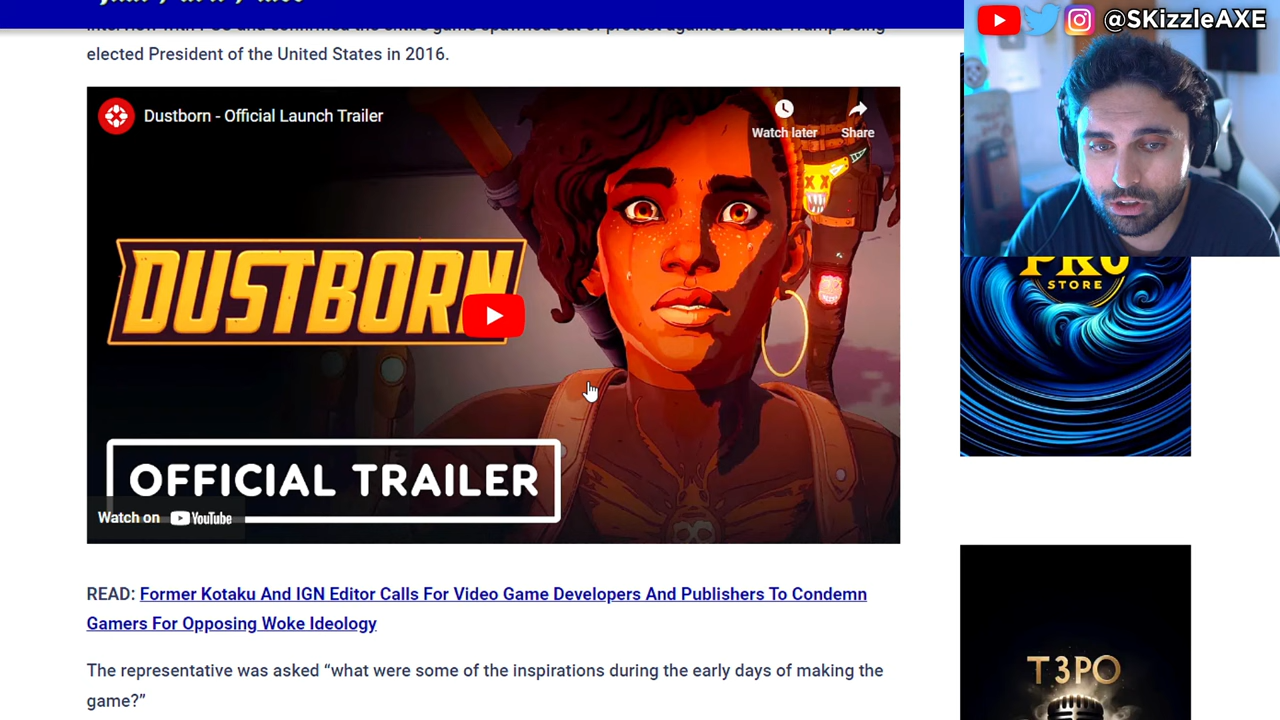 @SKizzleAXE
elected President of the United States in 2016.
Dustborn - Official Launch Trailer
Watch later
Share
DUSTBORN
OFFICIAL TRAILER
Watch on YouTube
PRO
STORE
READ: Former Kotaku And IGN Editor Calls For Video Game Developers And Publishers To Condemn
Gamers For Opposing Woke Ideology
The representative was asked “what were some of the inspirations during the early days of making the
game?”
T3PO